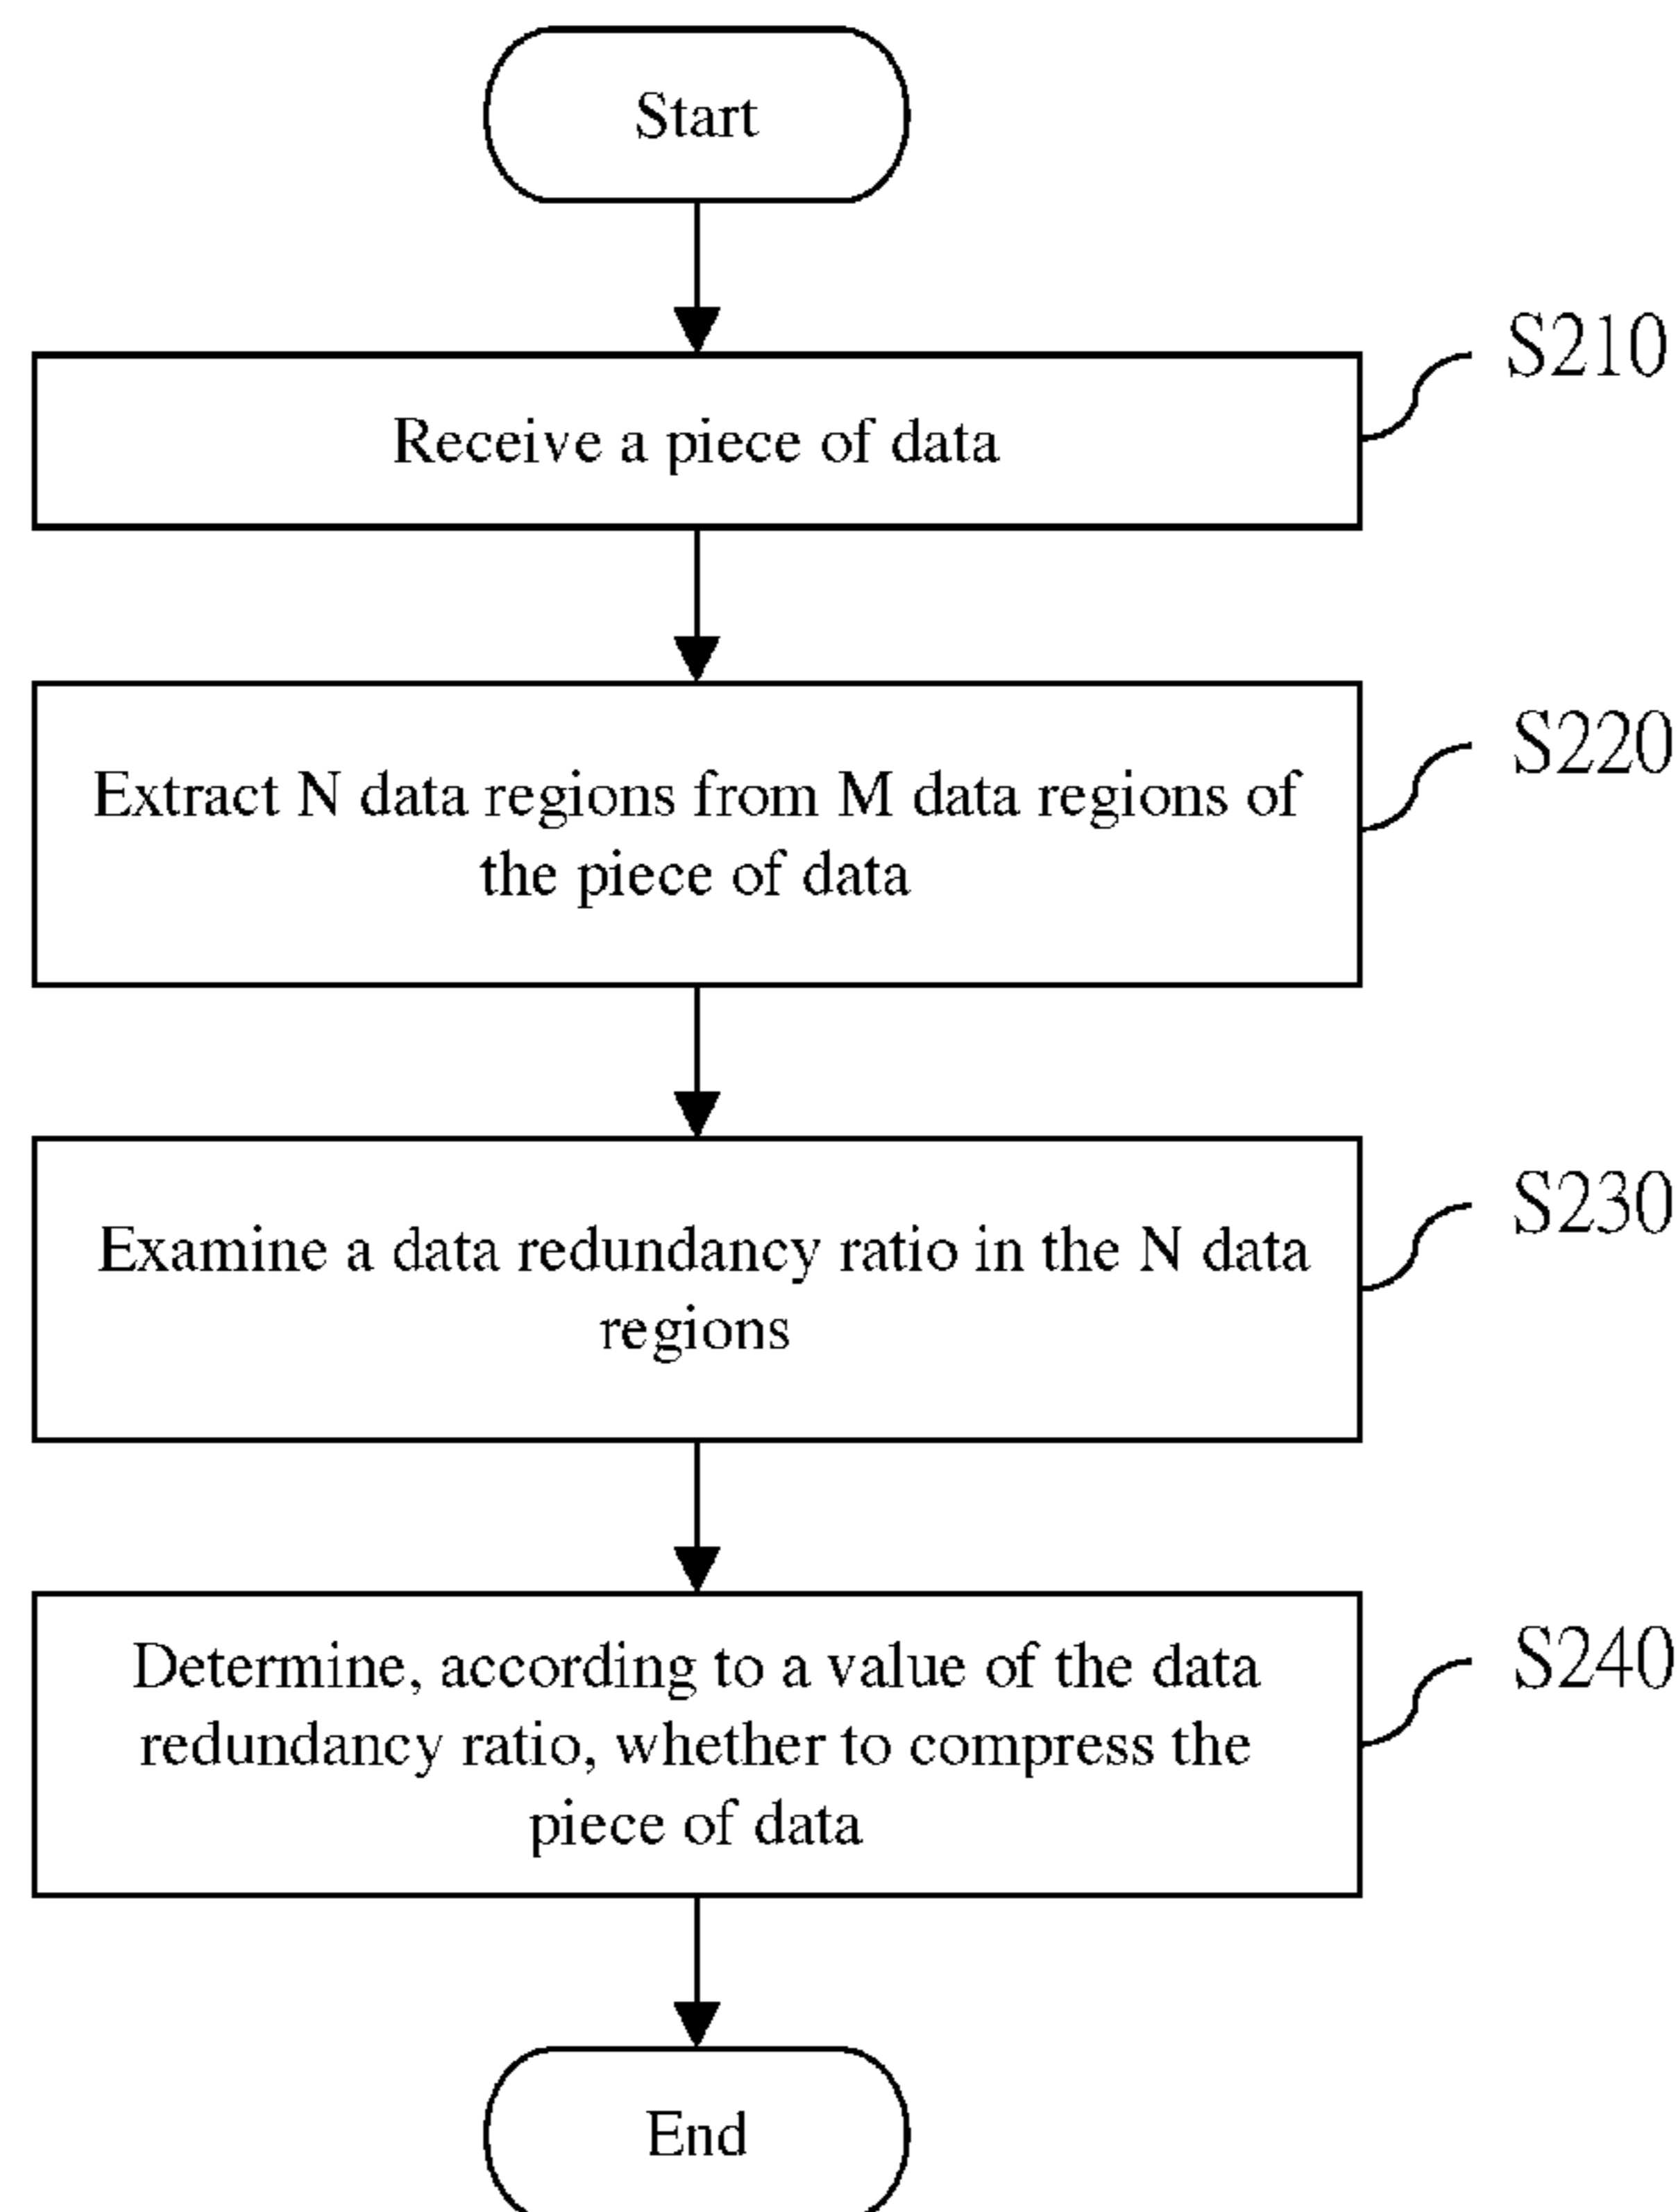 Start
S210
Receive a piece of data
S220
Extract N data regions from M data regions of
the piece of data
S230
Examine a data redundancy ratio in the N data
regions
S240
Determine, according to a value of the data
redundancy ratio, whether to compress the
piece of data
End